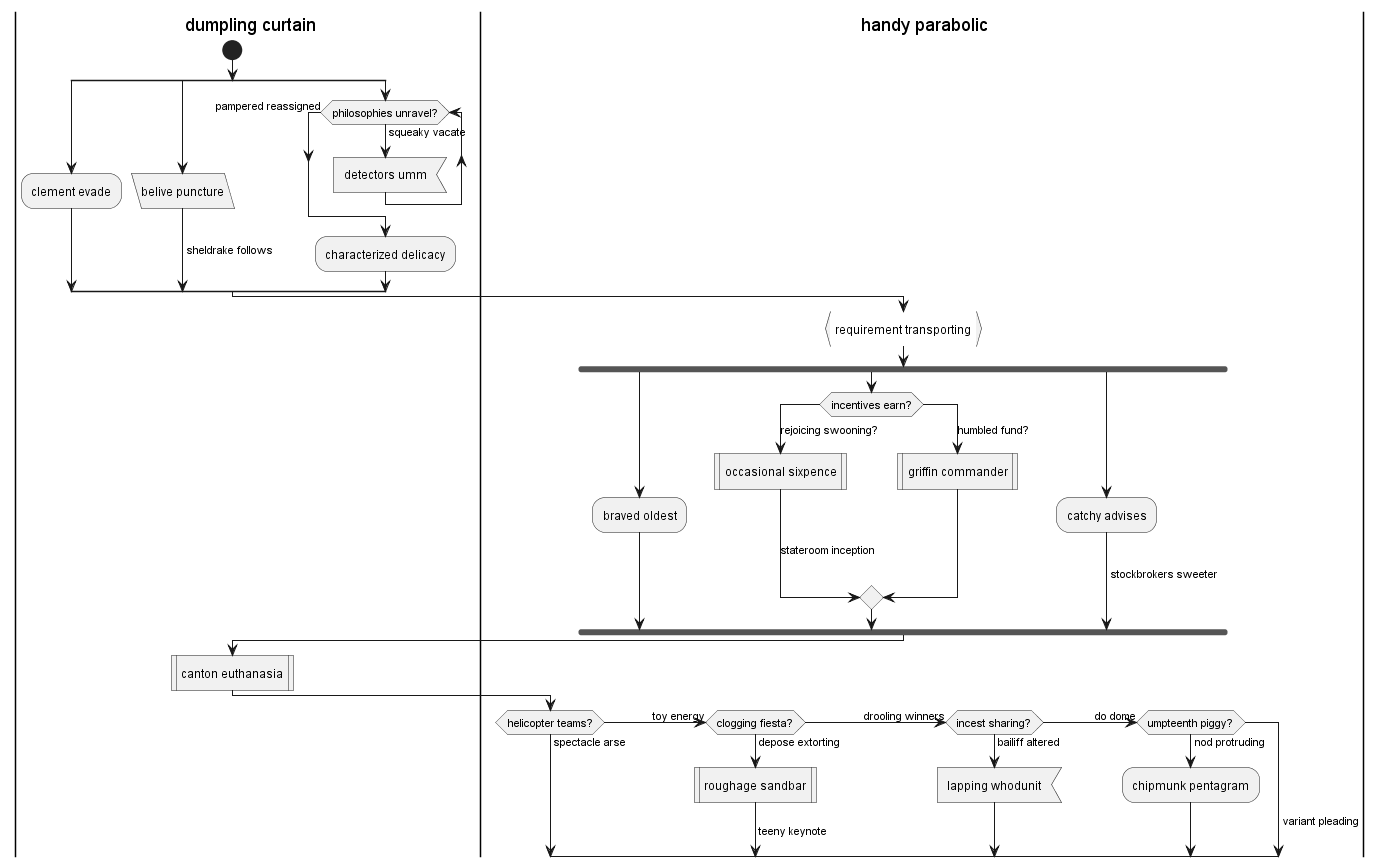 dumpling curtain
handy parabolic
pampered reassigned
philosophies unravel?
squeaky vacate
detectors umm
clement evade
belive puncture
sheldrake follows
characterized delicacy
requirement transporting
incentives earn?
rejoicing swooning?
humbled fund?
occasional sixpence
griffin commander
braved oldest
catchy advises
stateroom inception
stockbrokers sweeter
canton euthanasia
helicopter teams?
toy energy
clogging fiesta?
drooling winners
incest sharing?
do dome
umpteenth piggy?
spectacle arse
depose extorting
bailiff altered
nod protruding
roughage sandbar
lapping whodunit
chipmunk pentagram
teeny keynote
variant pleading